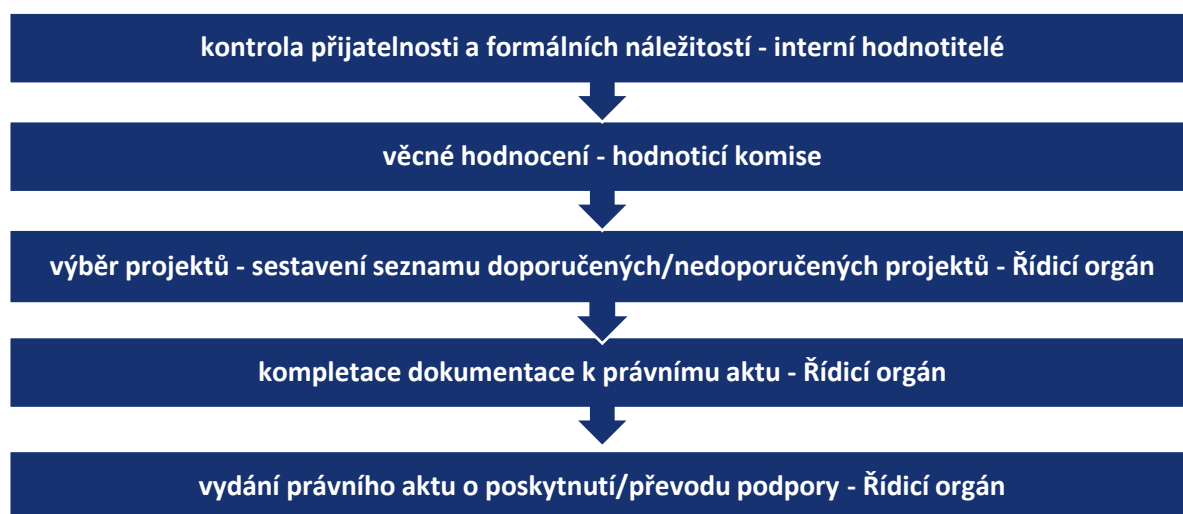 kontrola přijatelnosti a formálních náležitostí - interní hodnotitelé
věcné hodnocení - hodnoticí komise
výběr projektů - sestavení seznamu doporučených/nedoporučených projektů - Řídicí orgán
kompletace dokumentace k právnímu aktu - Řídicí orgán
vydání právního aktu o poskytnutí/převodu podpory - Řídicí orgán